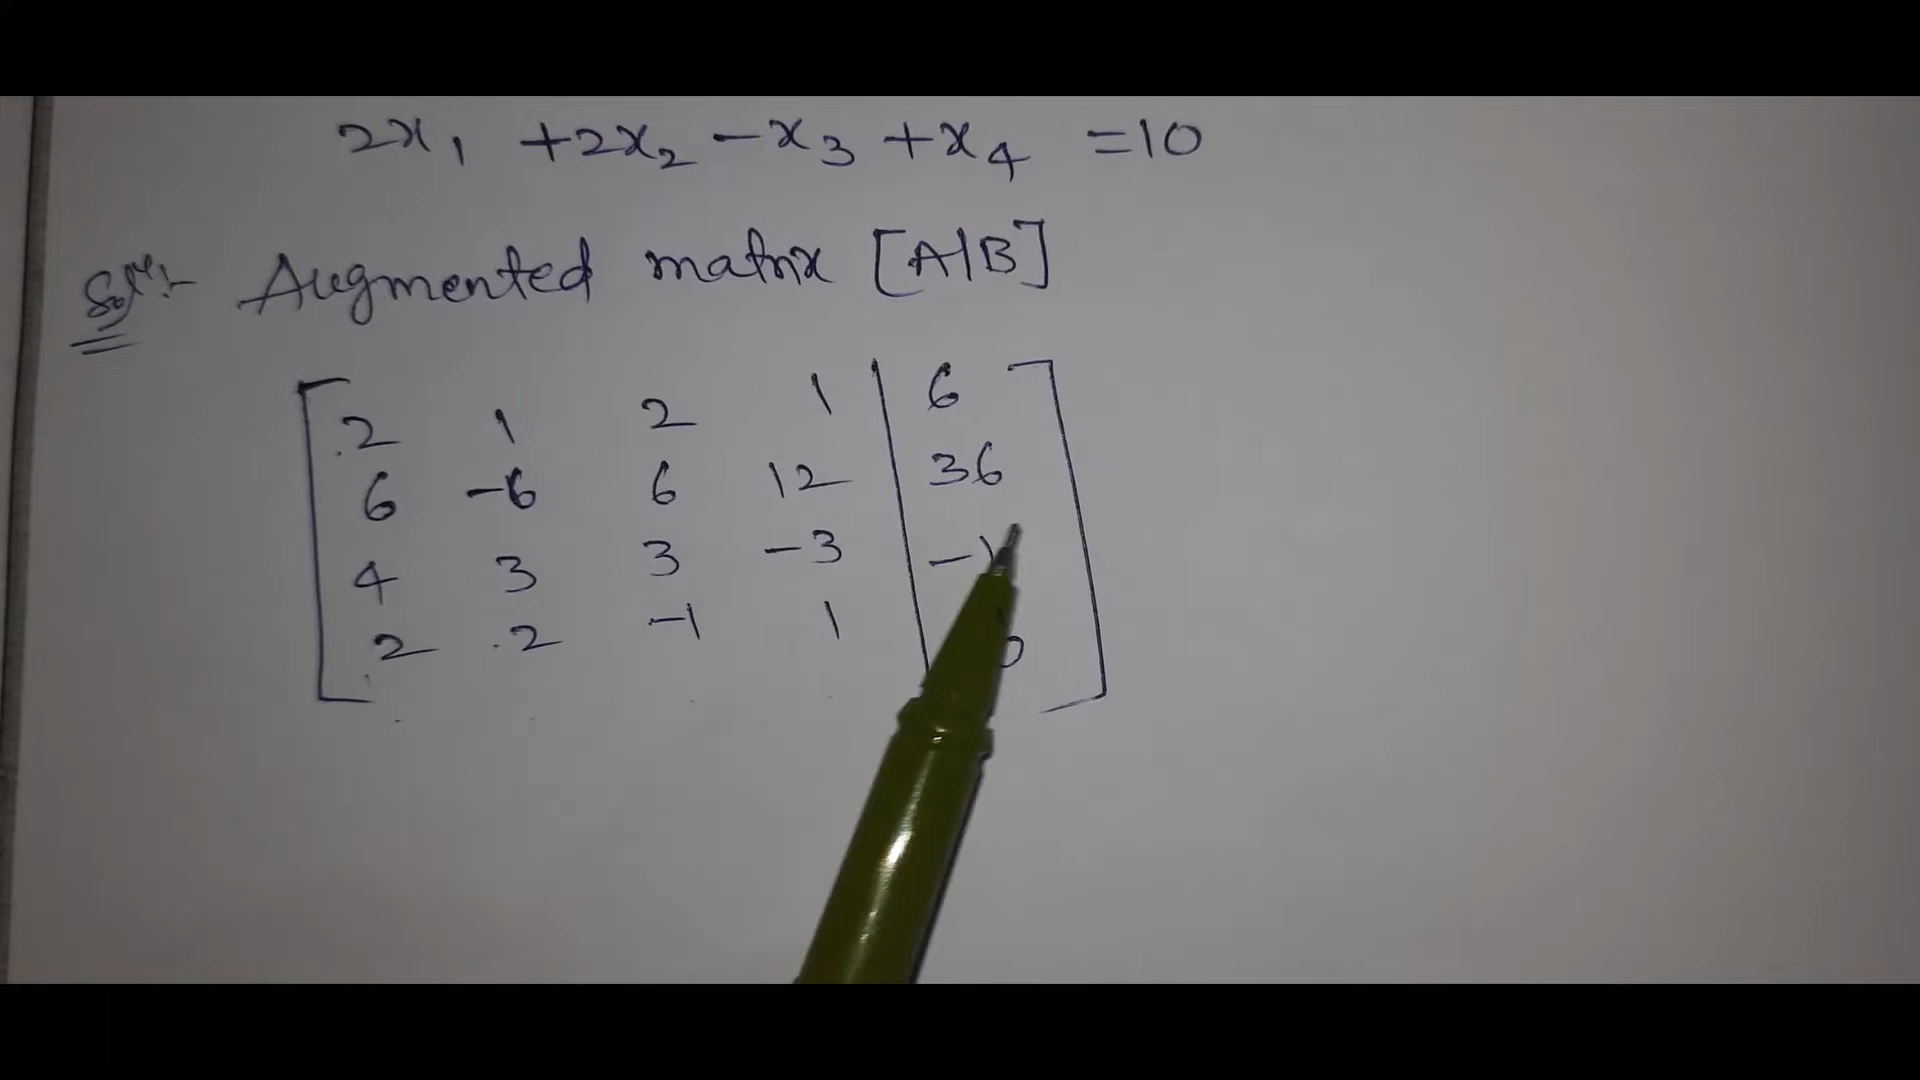 2x₁ +2x₂ -x₃ +x₄ =10
Solⁿ:- Augmented matrix [A|B]
2 1 2 1 | 6
6 -6 6 12 | 36
4 3 3 -3 |
2 2 -1 1 |